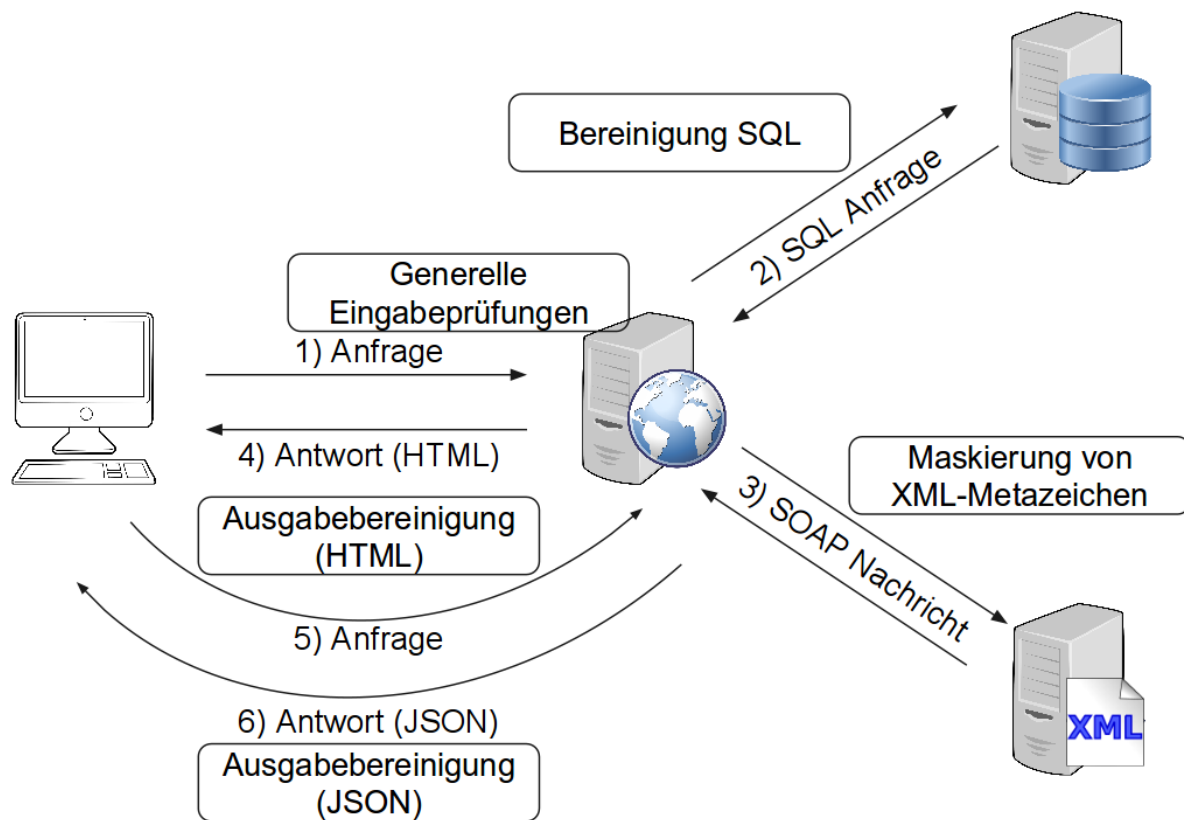 Bereinigung SQL
2) SQL Anfrage
Generelle
Eingabeprüfungen
1) Anfrage
4) Antwort (HTML)
Ausgabebereinigung
(HTML)
Maskierung von
XML-Metazeichen
3) SOAP Nachricht
5) Anfrage
6) Antwort (JSON)
Ausgabebereinigung
(JSON)
XML